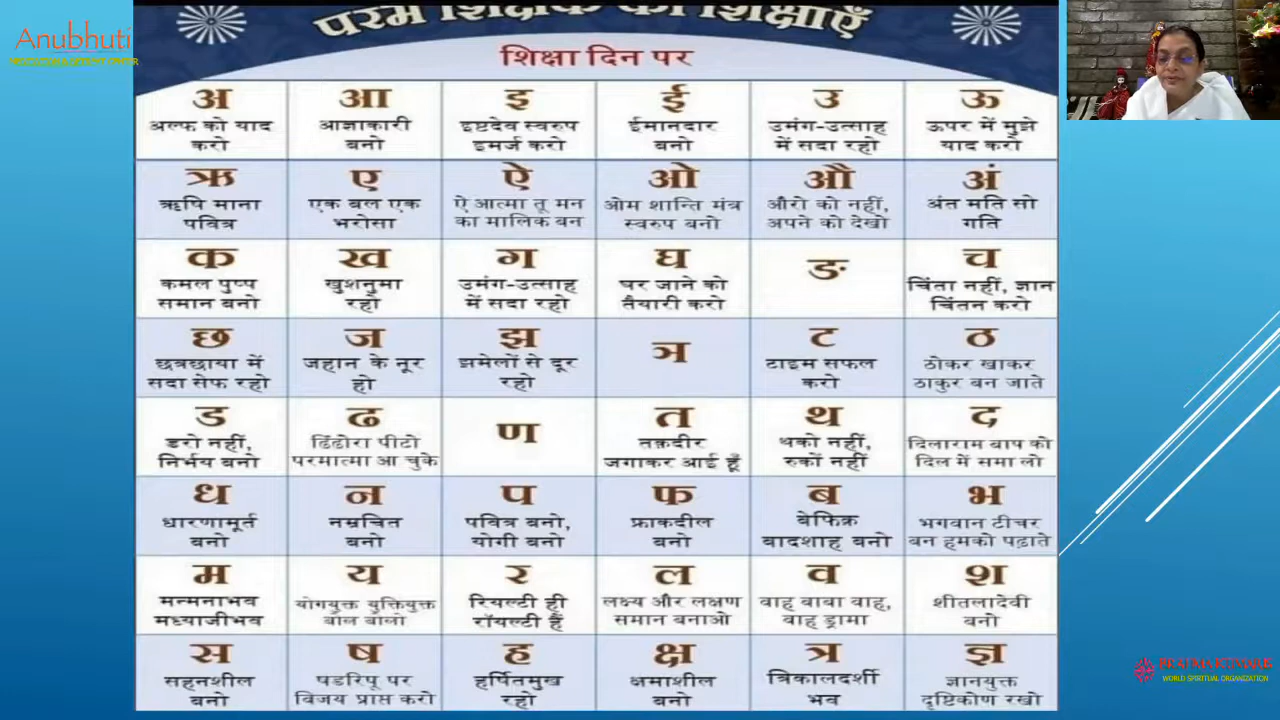 परम शिक्षक की शिक्षाएँ
Anubhuti
MEDITATION & RETREAT CENTER
शिक्षा दिन पर
अ आ इ ई उ ऊ
अल्फ को याद आज्ञाकारी इष्टदेव स्वरुप ईमानदार उमंग-उत्साह ऊपर में मुझे
करो बनो इमर्ज करो बनो में सदा रहो याद करो
ऋ ए ऐ ओ औ अं
ऋषि माना एक बल एक ऐ आत्मा तू मन ओम शान्ति मंत्र औरो को नहीं, अंत मति सो
पवित्र भरोसा का मालिक बन स्वरुप बनो अपने को देखो गति
क ख ग घ ङ च
कमल पुष्प खुशनुमा उमंग-उत्साह घर जाने को चिंता नहीं, ज्ञान
समान बनो रहो में सदा रहो तैयारी करो चिंतन करो
छ ज झ ञ ट ठ
छत्रछाया में जहान के नूर झमेलों से दूर टाइम सफल ठोकर खाकर
सदा सेफ रहो हो रहो करो ठाकुर बन जाते
ड ढ ण त थ द
डरो नहीं, ढिंढोरा पीटो तक़दीर थको नहीं, दिलाराम बाप को
निर्भय बनो परमात्मा आ चुके जगाकर आई हूँ रुकों नहीं दिल में समा लो
ध न प फ ब भ
धारणामूर्त नम्रचित पवित्र बनो, फ्राकदील बेफिक्र भगवान टीचर
बनो बनो योगी बनो बनो बादशाह बनो बन हमको पढ़ाते
म य र ल व श
मन्मनाभव योगयुक्त युक्तियुक्त रियल्टी ही लक्ष्य और लक्षण वाह बाबा वाह, शीतलादेवी
मध्याजीभव बोल बोलो रॉयल्टी हैं समान बनाओ वाह ड्रामा बनो
स ष ह क्ष त्र ज्ञ
सहनशील षडरिपू पर हर्षितमुख क्षमाशील त्रिकालदर्शी ज्ञानयुक्त
बनो विजय प्राप्त करो रहो बनो भव दृष्टिकोण रखो
BRAHMA KUMARIS
WORLD SPIRITUAL ORGANIZATION